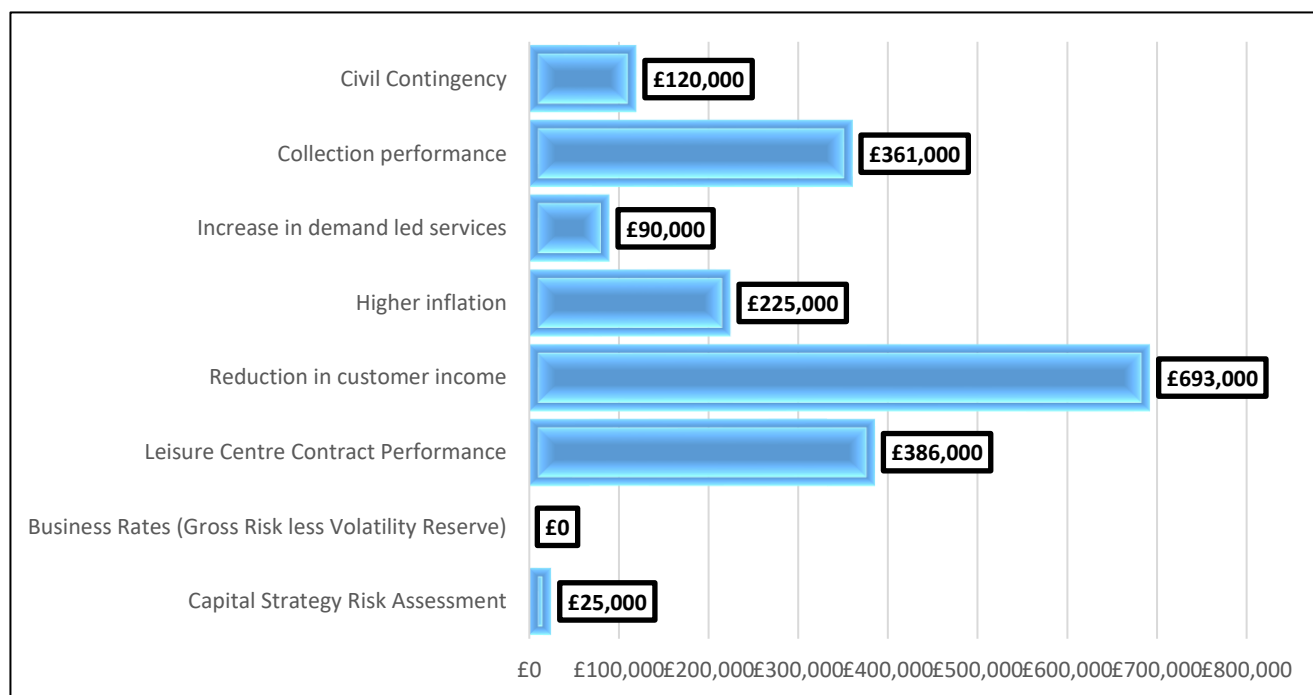 Civil Contingency
£120,000
Collection performance
£361,000
Increase in demand led services
£90,000
Higher inflation
£225,000
Reduction in customer income
£693,000
Leisure Centre Contract Performance
£386,000
Business Rates (Gross Risk less Volatility Reserve)
£0
Capital Strategy Risk Assessment
£25,000
£0 £100,000 £200,000 £300,000 £400,000 £500,000 £600,000 £700,000 £800,000